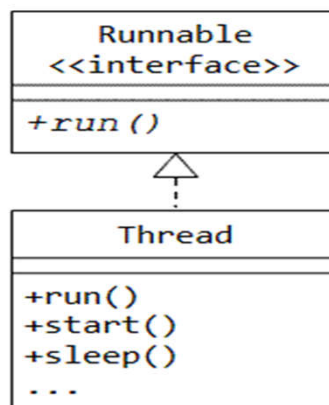 Runnable
<<interface>>
+run()
Thread
+run()
+start()
+sleep()
...